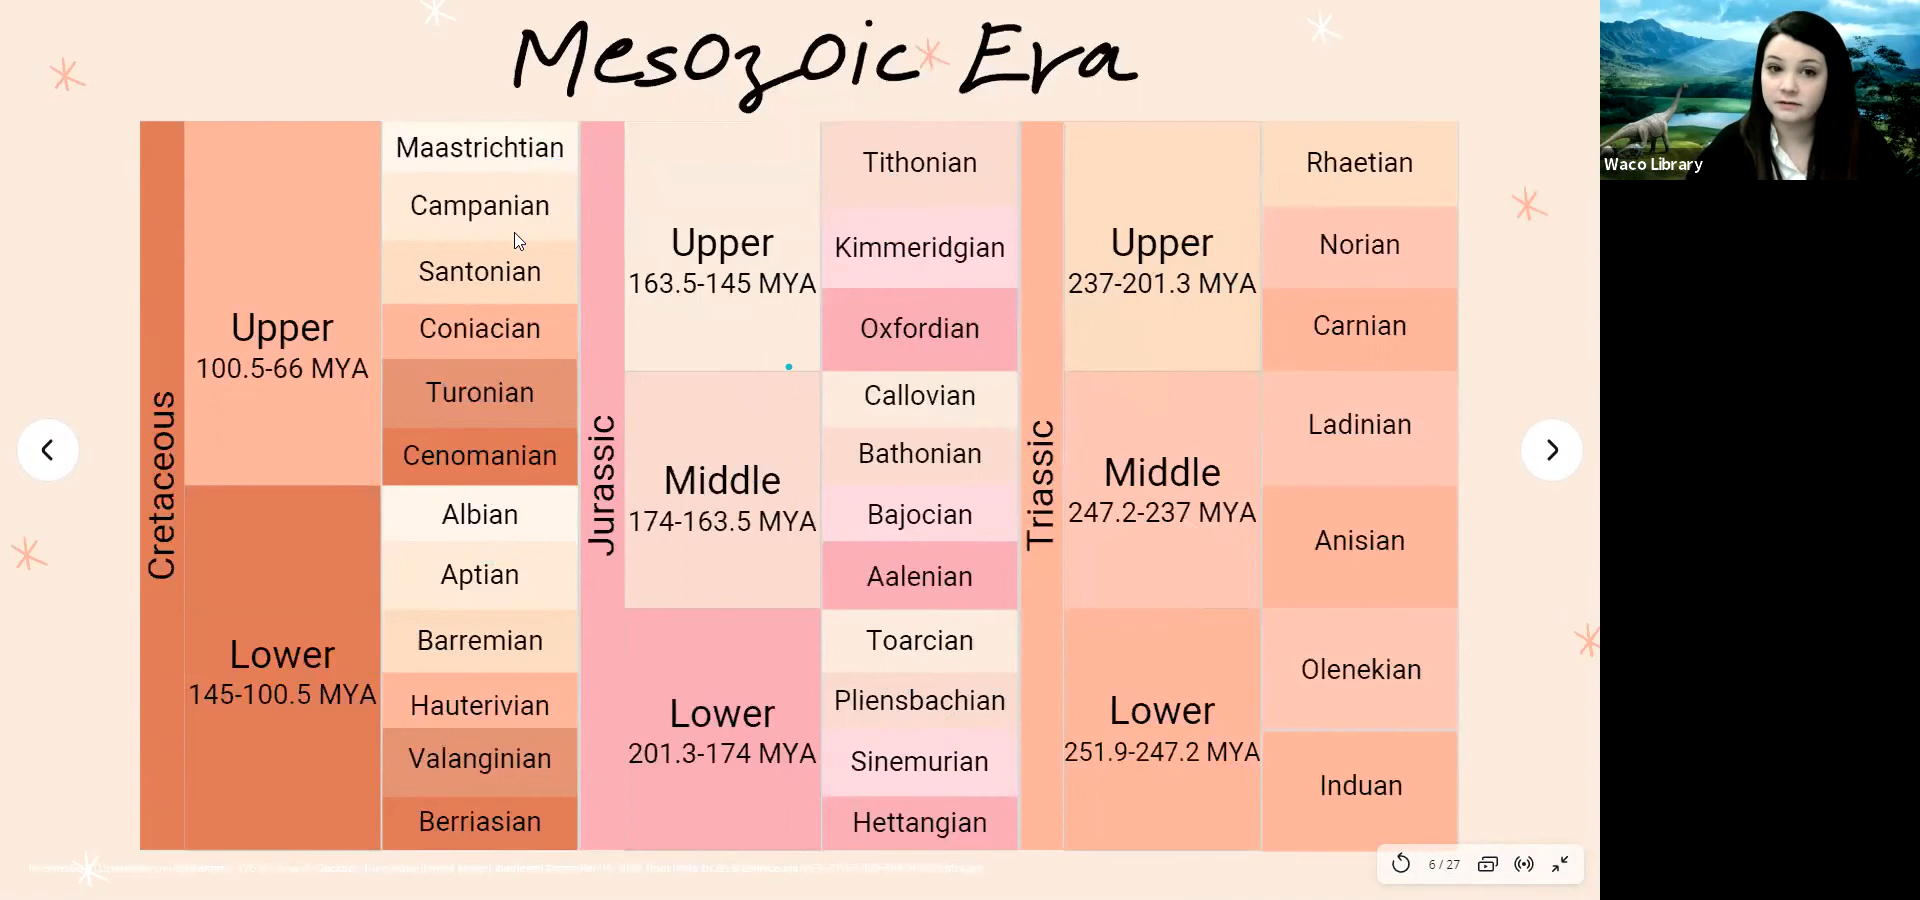 Mesozoic Era
Cretaceous
Upper
100.5-66 MYA
Maastrichtian
Campanian
Santonian
Coniacian
Turonian
Cenomanian
Lower
145-100.5 MYA
Albian
Aptian
Barremian
Hauterivian
Valanginian
Berriasian
Jurassic
Upper
163.5-145 MYA
Tithonian
Kimmeridgian
Oxfordian
Middle
174-163.5 MYA
Callovian
Bathonian
Bajocian
Aalenian
Lower
201.3-174 MYA
Toarcian
Pliensbachian
Sinemurian
Hettangian
Triassic
Upper
237-201.3 MYA
Rhaetian
Norian
Carnian
Middle
247.2-237 MYA
Ladinian
Anisian
Lower
251.9-247.2 MYA
Olenekian
Induan
Waco Library
6 / 27